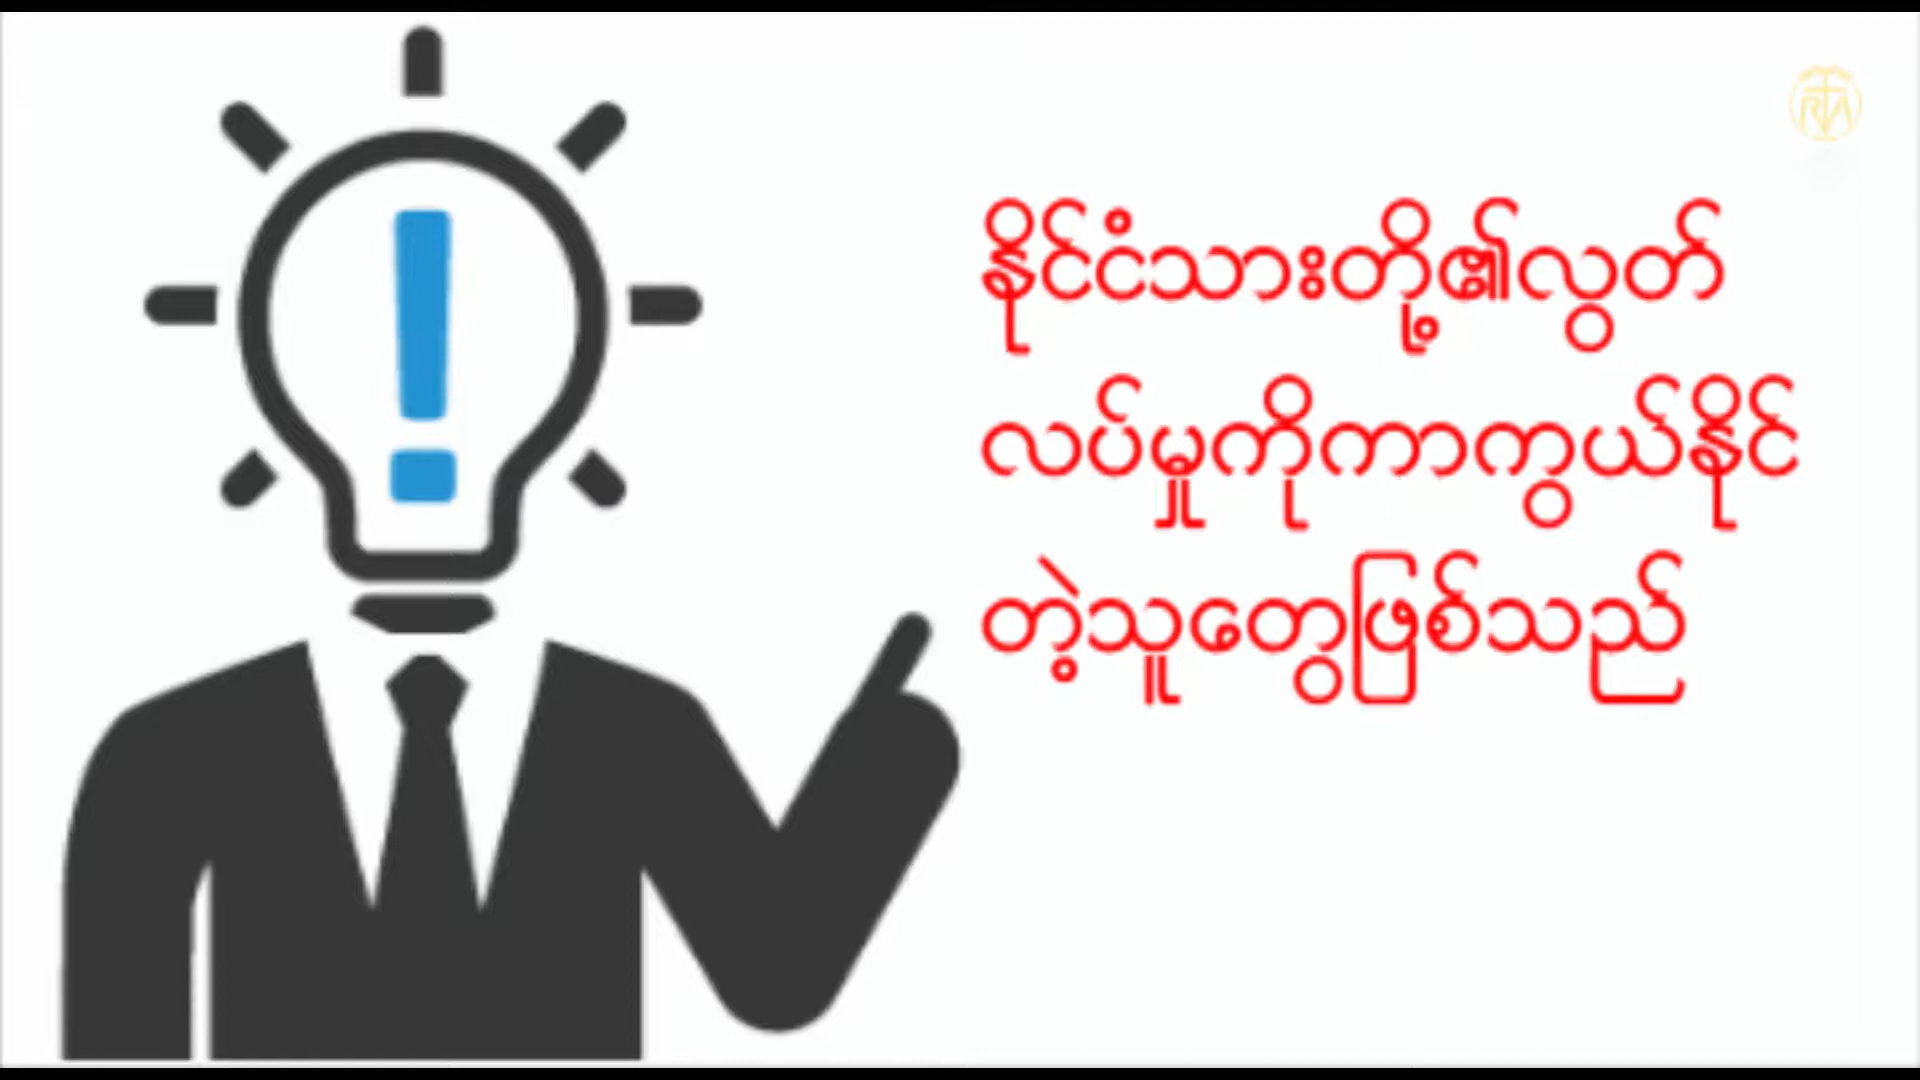 နိုင်ငံသားတို့၏လွတ်
လပ်မှုကိုကာကွယ်နိုင်
တဲ့သူတွေဖြစ်သည်